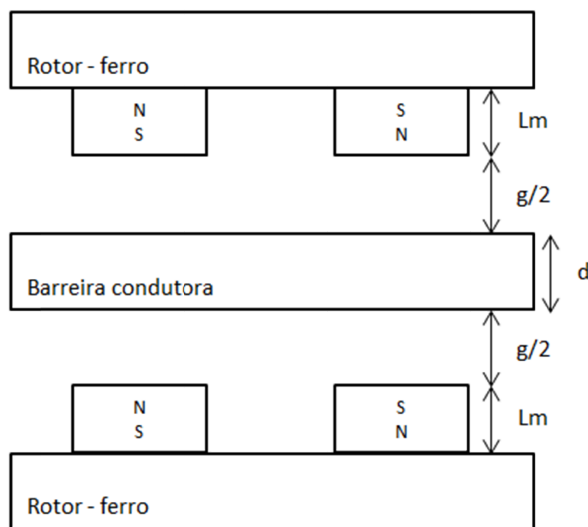 Rotor - ferro
N S
S N
Lm
g/2
Barreira condutora
d
g/2
N S
S N
Lm
Rotor - ferro